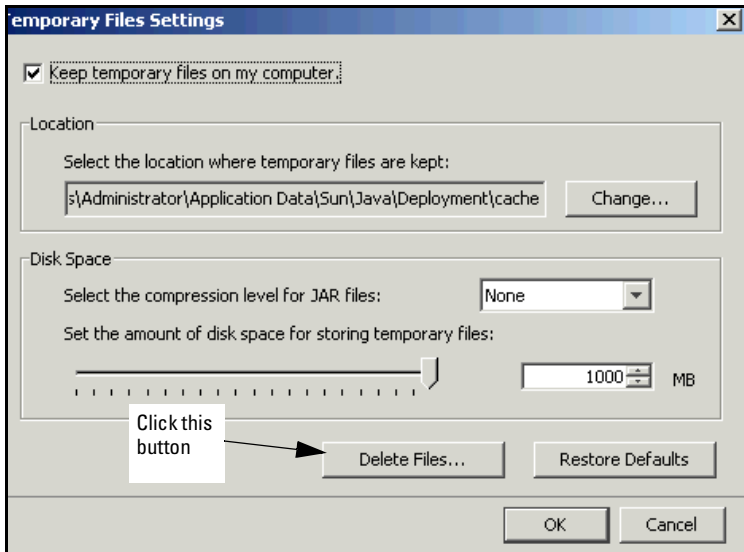 emporary Files Settings
Keep temporary files on my computer.
Location
Select the location where temporary files are kept:
s\Administrator\Application Data\Sun\Java\Deployment\cache
Change...
Disk Space
Select the compression level for JAR files:
None
Set the amount of disk space for storing temporary files:
1000
MB
Click this
button
Delete Files...
Restore Defaults
OK
Cancel